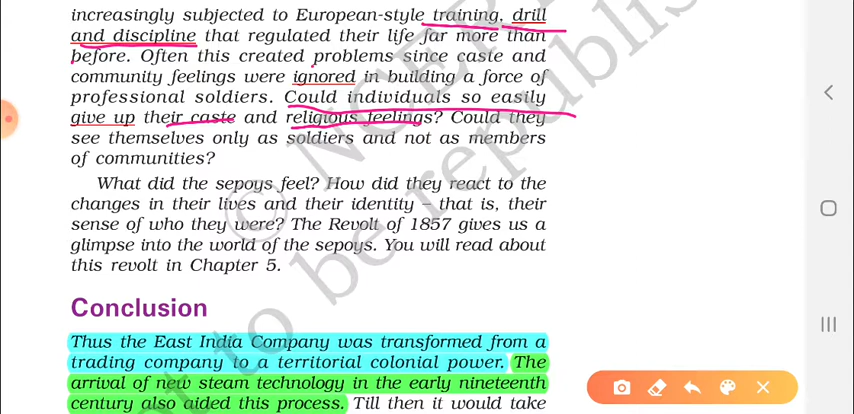 increasingly subjected to European-style training, drill
and discipline that regulated their life far more than
before. Often this created problems since caste and
community feelings were ignored in building a force of
professional soldiers. Could individuals so easily
give up their caste and religious feelings? Could they
see themselves only as soldiers and not as members
of communities?
What did the sepoys feel? How did they react to the
changes in their lives and their identity – that is, their
sense of who they were? The Revolt of 1857 gives us a
glimpse into the world of the sepoys. You will read about
this revolt in Chapter 5.
Conclusion
Thus the East India Company was transformed from a
trading company to a territorial colonial power. The
arrival of new steam technology in the early nineteenth
century also aided this process. Till then it would take
© NCERT
not to be republis